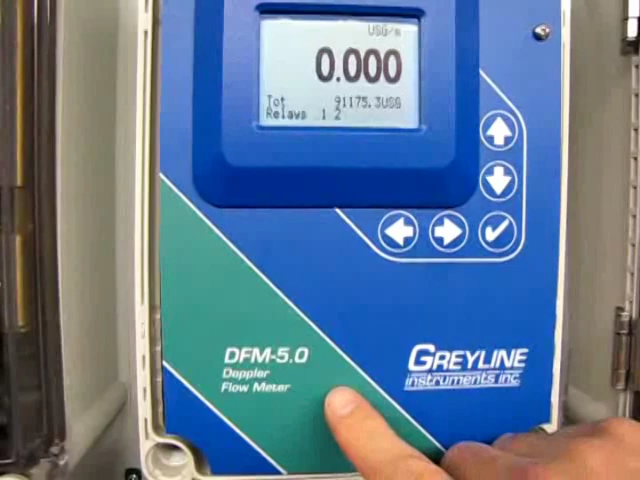 USG/m
0.000
Tot 91175.3USG
Relays 1 2
DFM-5.0
Doppler
Flow Meter
GREYLINE
instruments inc.